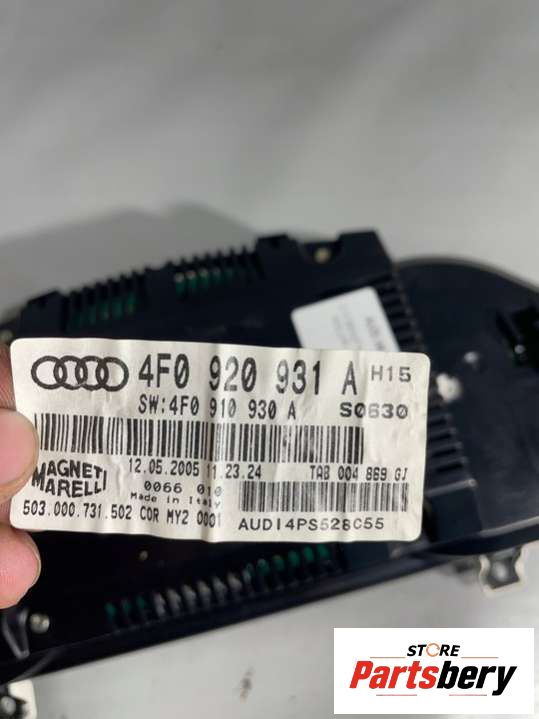 4F0 920 931 A H15
SW:4F0 910 930 A S0630
12.05.2005 11.23.24 TAB 004 869 GJ
MAGNETI
MARELLI
0066 010
Made in Italy
503.000.731.502 COR MY2 0001
AUDI4PS528C55
STORE
Partsbery